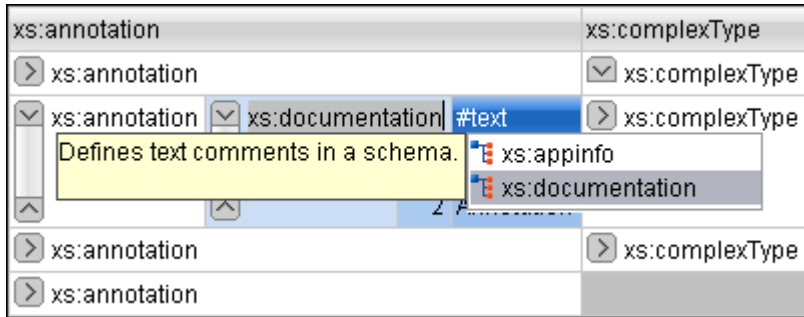 xs:annotation xs:complexType
xs:annotation xs:complexType
xs:annotation xs:documentation #text xs:complexType
Defines text comments in a schema. xs:appinfo
xs:documentation
2
xs:annotation xs:complexType
xs:annotation